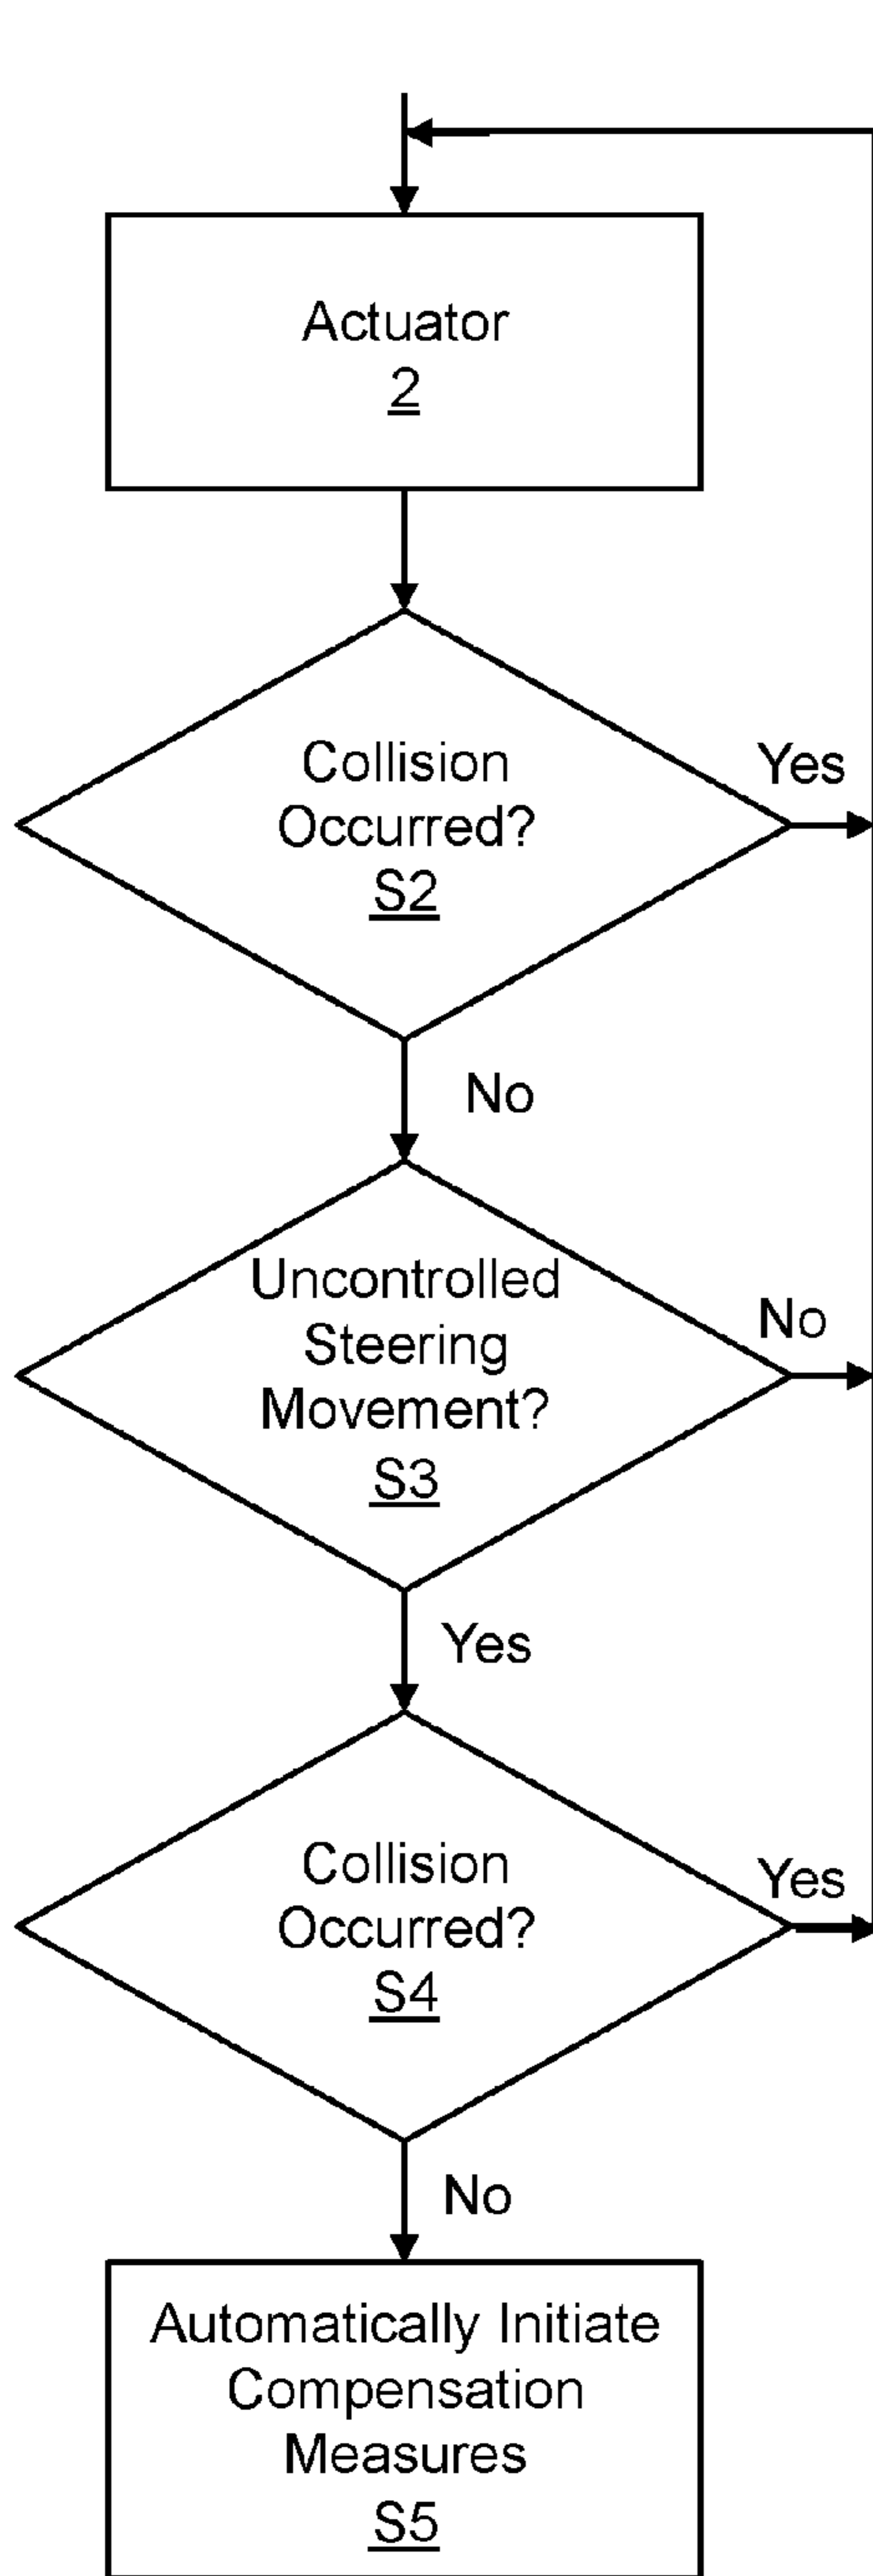 Actuator
2
Collision
Occurred?
S2
Yes
No
Uncontrolled
Steering
Movement?
S3
No
Yes
Collision
Occurred?
S4
Yes
No
Automatically Initiate
Compensation
Measures
S5